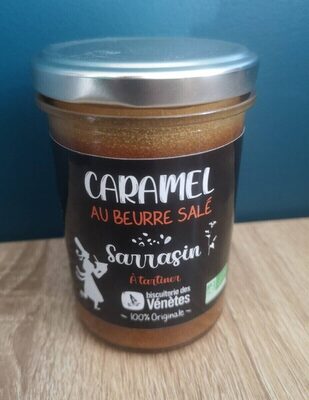 CARAMEL
AU BEURRE SALÉ
Sarrasin
À tartiner
biscuiterie des
Vénètes
100% Originale